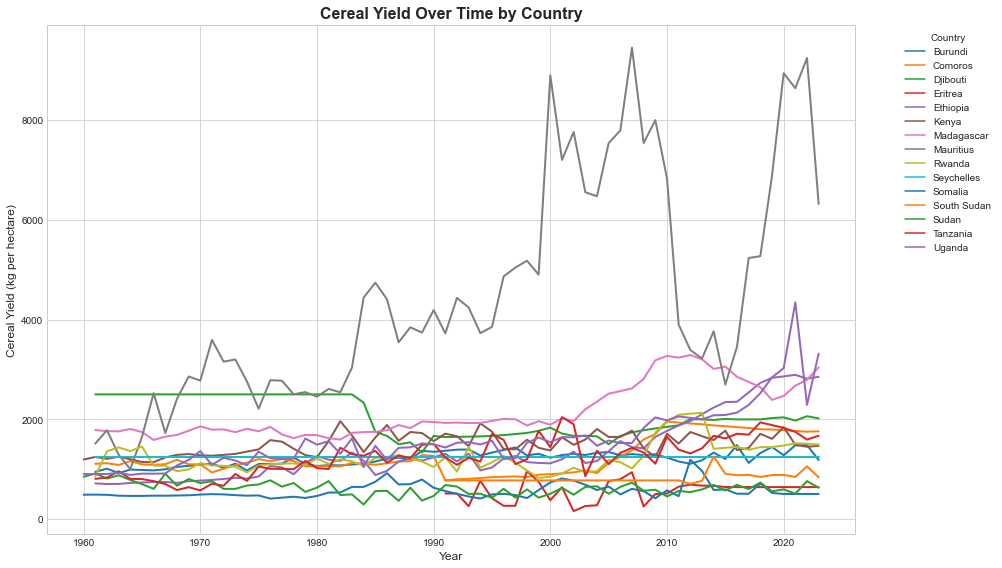 Cereal Yield Over Time by Country
Cereal Yield (kg per hectare)
8000
6000
4000
2000
0
1960 1970 1980 1990 2000 2010 2020
Year
Country
Burundi
Comoros
Djibouti
Eritrea
Ethiopia
Kenya
Madagascar
Mauritius
Rwanda
Seychelles
Somalia
South Sudan
Sudan
Tanzania
Uganda